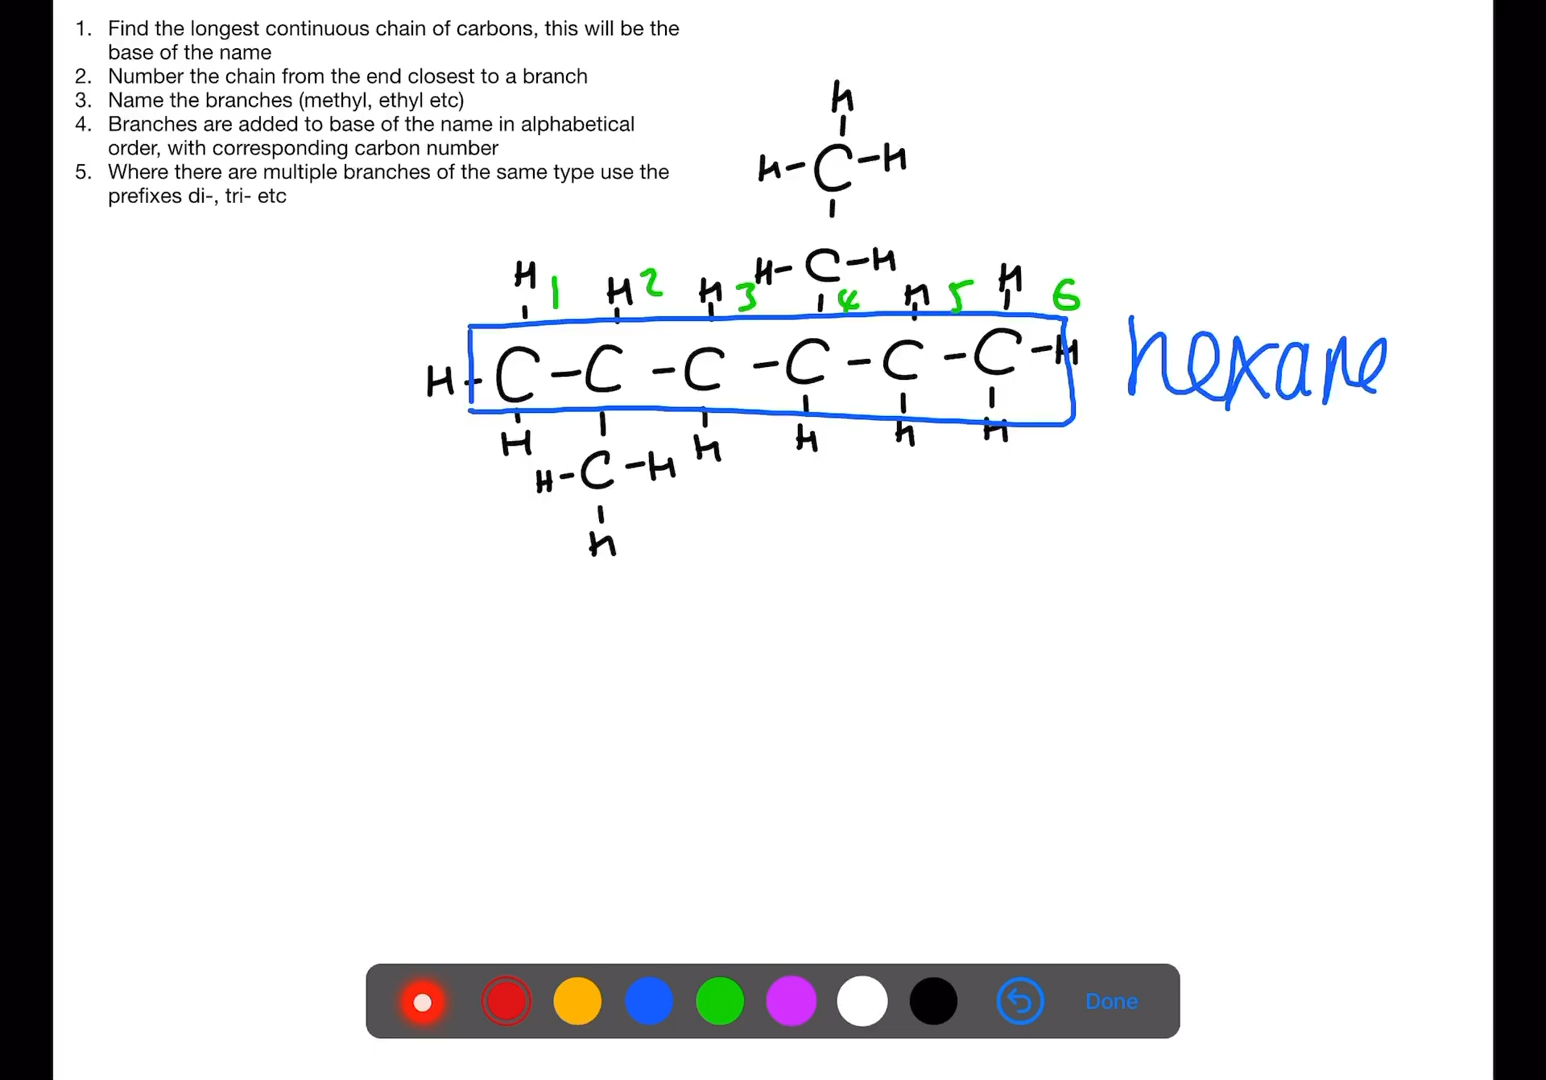 1. Find the longest continuous chain of carbons, this will be the
base of the name
2. Number the chain from the end closest to a branch
3. Name the branches (methyl, ethyl etc)
4. Branches are added to base of the name in alphabetical
order, with corresponding carbon number
5. Where there are multiple branches of the same type use the
prefixes di-, tri- etc
H
H-C-H
H 1 H 2 H 3 H-C-H 4 H 5 H 6
H-C-C-C-C-C-C-H hexane
H H H H H
H-C-H
H
Done